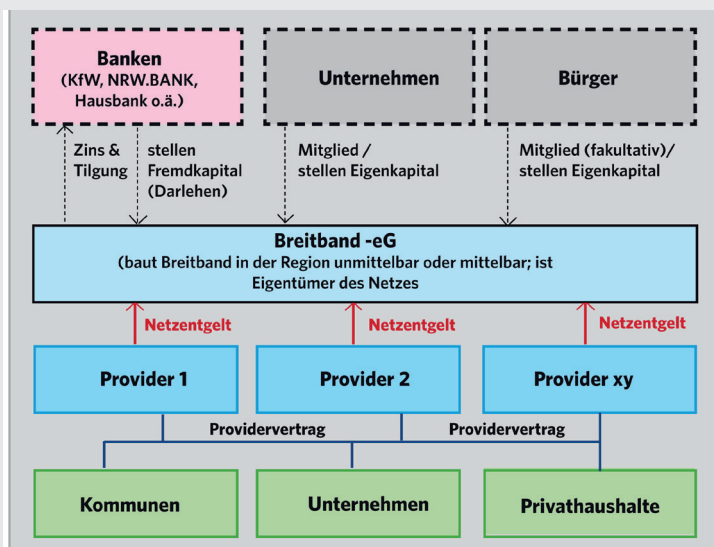 Banken
(KfW, NRW.BANK,
Hausbank o.ä.)
Unternehmen
Bürger
Zins &
Tilgung
stellen
Fremdkapital
(Darlehen)
Mitglied /
stellen Eigenkapital
Mitglied (fakultativ)/
stellen Eigenkapital
Breitband -eG
(baut Breitband in der Region unmittelbar oder mittelbar; ist
Eigentümer des Netzes
Netzentgelt
Netzentgelt
Netzentgelt
Provider 1
Provider 2
Provider xy
Providervertrag
Providervertrag
Kommunen
Unternehmen
Privathaushalte